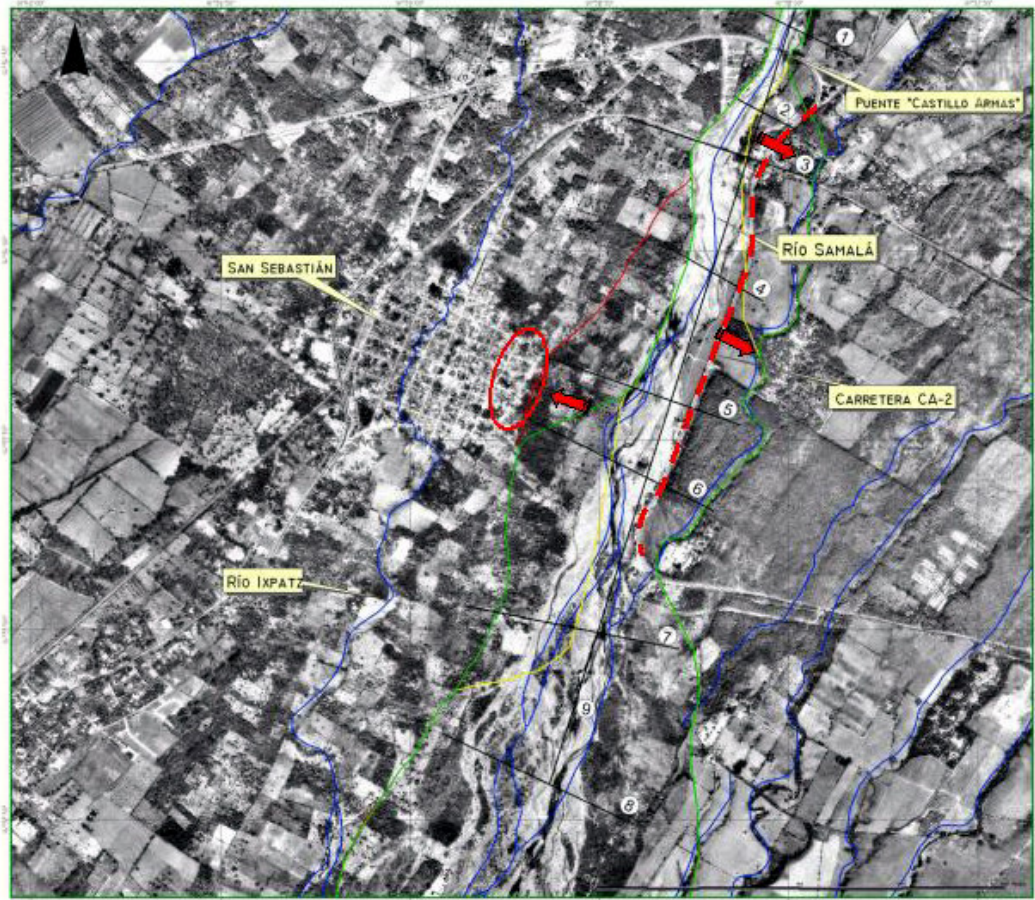 1
PUENTE "CASTILLO ARMAS"
2
3
RÍO SAMALÁ
SAN SEBASTIÁN
4
CARRETERA CA-2
5
6
RÍO IXPATZ
7
9
8